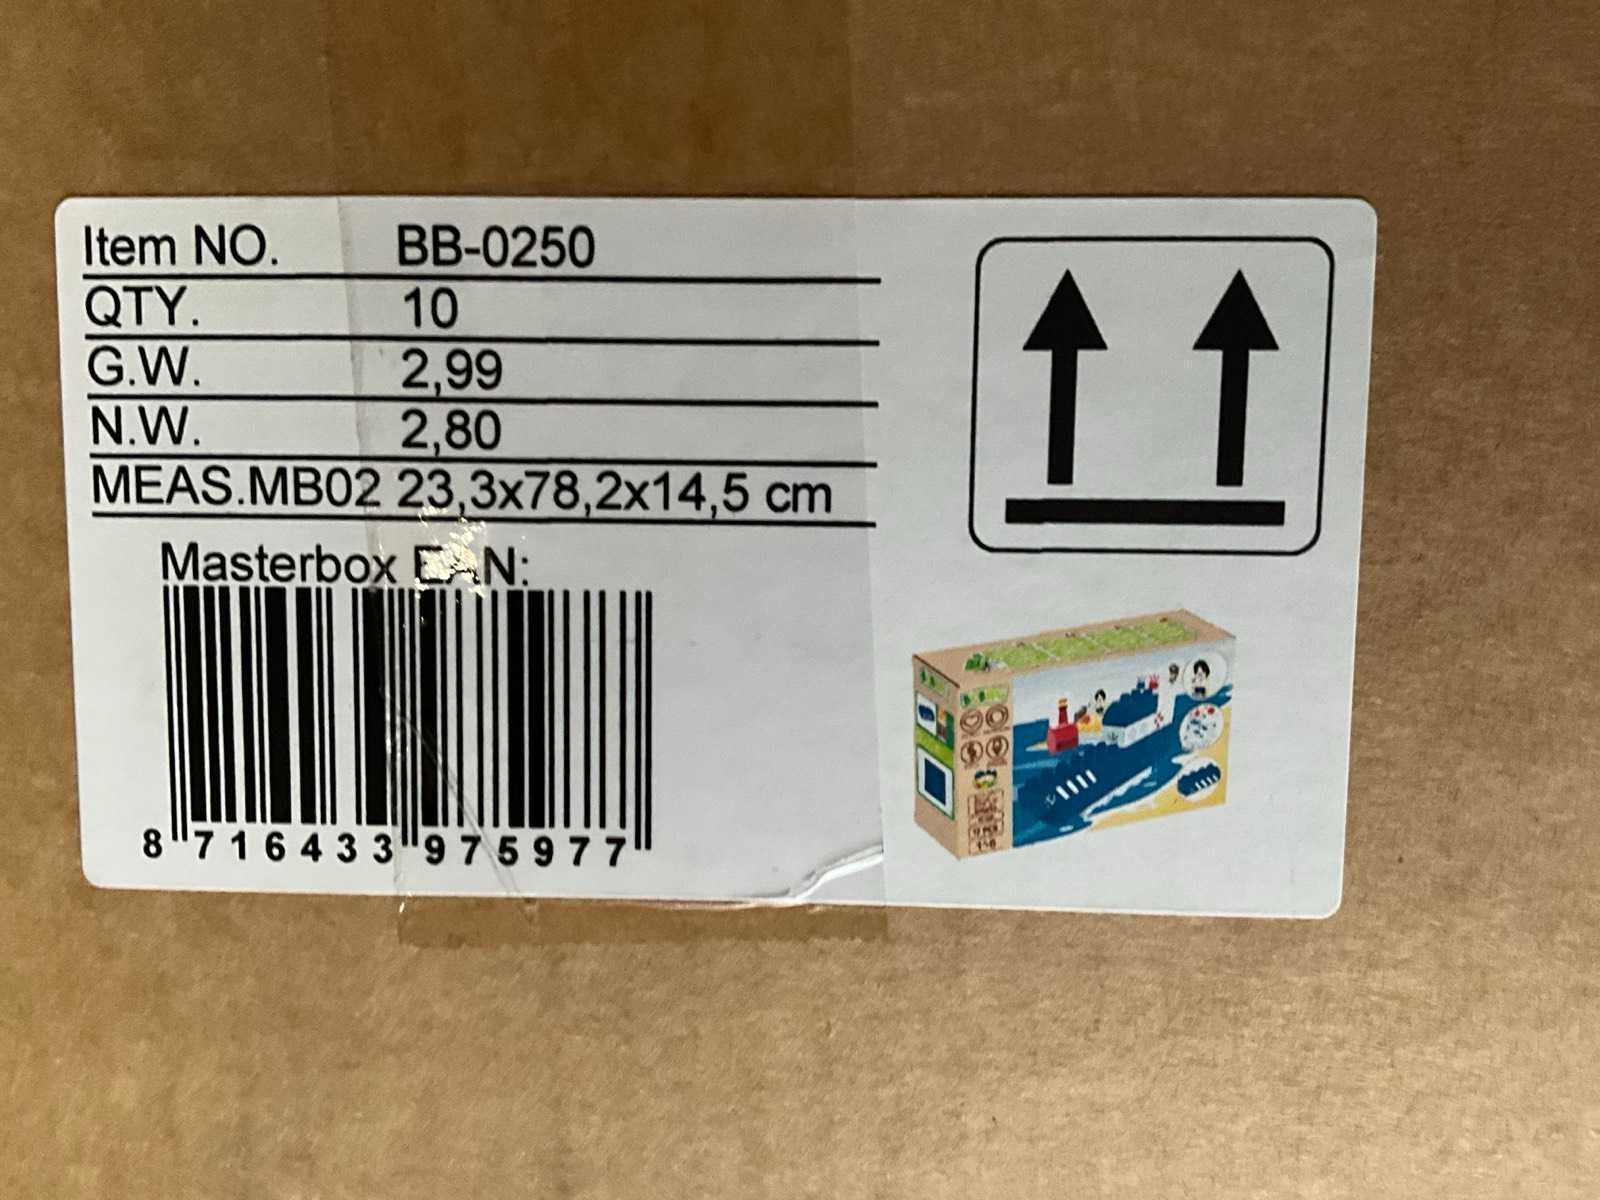 Item NO. BB-0250
QTY. 10
G.W. 2,99
N.W. 2,80
MEAS.MB02 23,3x78,2x14,5 cm
Masterbox EAN:
8 716433 975977